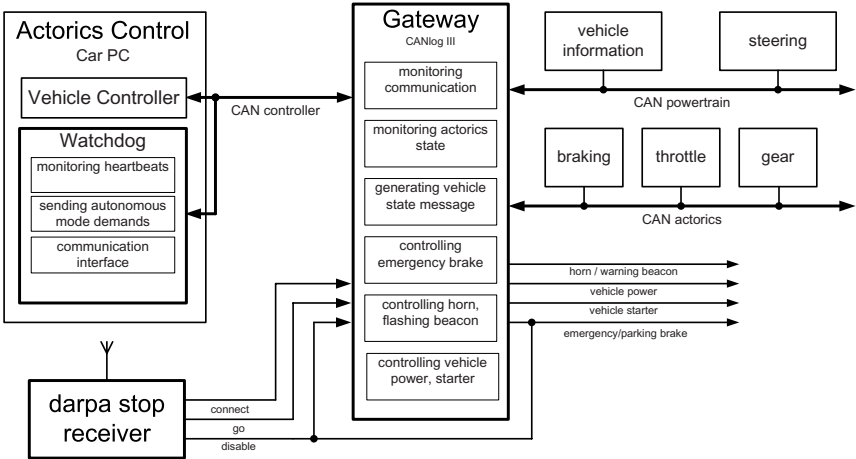 Actorics Control
Car PC
Vehicle Controller
Watchdog
monitoring heartbeats
sending autonomous
mode demands
communication
interface
CAN controller
Gateway
CANlog III
monitoring
communication
monitoring actorics
state
generating vehicle
state message
controlling
emergency brake
controlling horn,
flashing beacon
controlling vehicle
power, starter
vehicle
information
steering
CAN powertrain
braking
throttle
gear
CAN actorics
horn / warning beacon
vehicle power
vehicle starter
emergency/parking brake
darpa stop
receiver
connect
go
disable